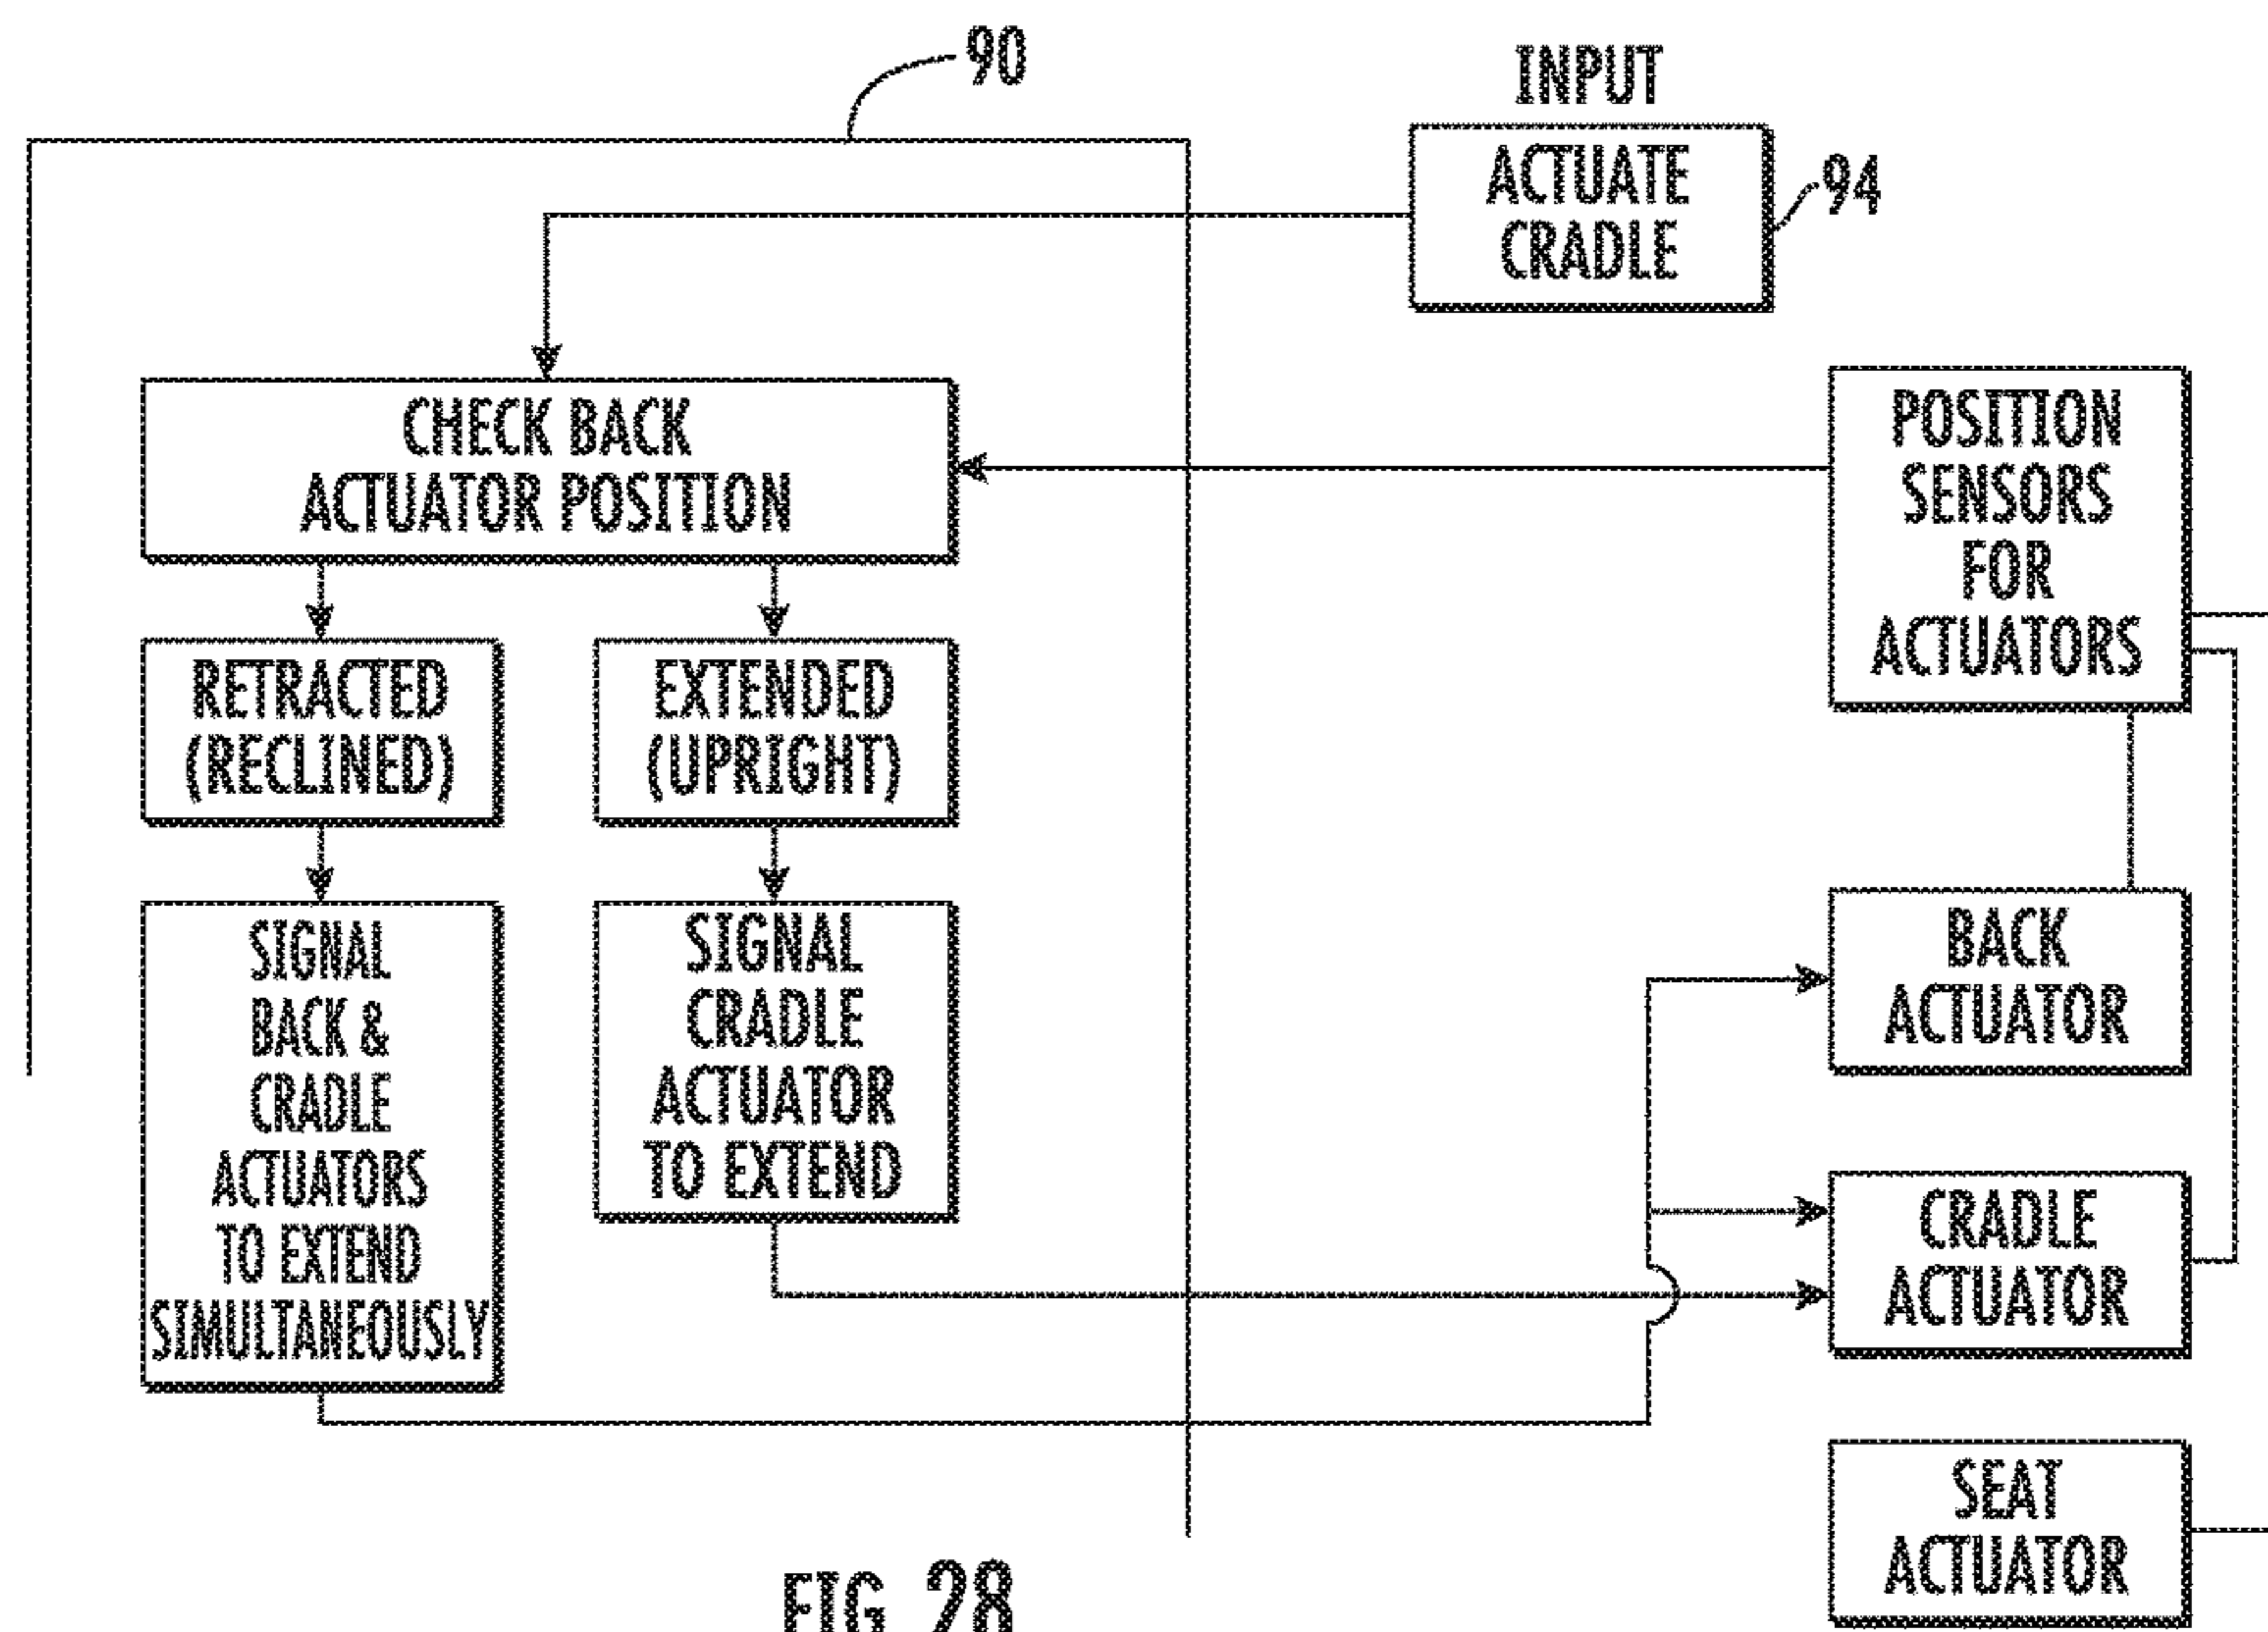 90
INPUT
ACTUATE
CRADLE
94
CHECK BACK
ACTUATOR POSITION
POSITION
SENSORS
FOR
ACTUATORS
RETRACTED
(RECLINED)
EXTENDED
(UPRIGHT)
SIGNAL
BACK &
CRADLE
ACTUATORS
TO EXTEND
SIMULTANEOUSLY
SIGNAL
CRADLE
ACTUATOR
TO EXTEND
BACK
ACTUATOR
CRADLE
ACTUATOR
SEAT
ACTUATOR
FIG. 28